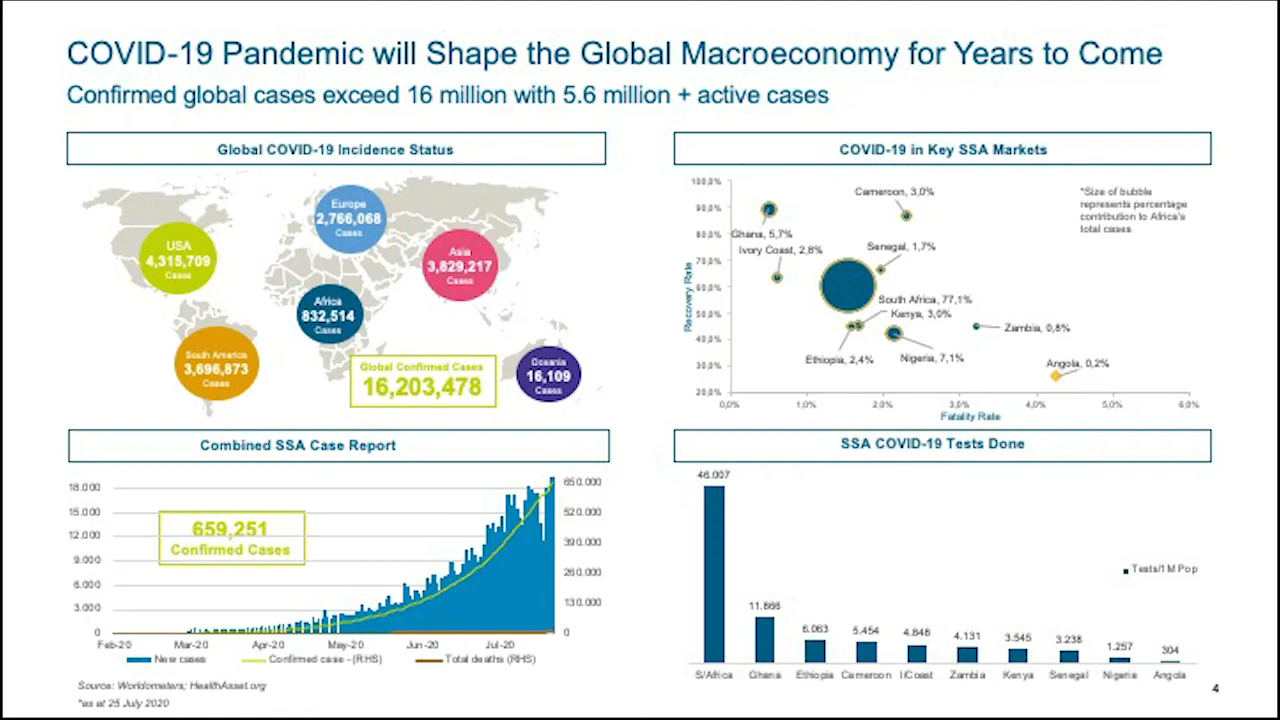 COVID-19 Pandemic will Shape the Global Macroeconomy for Years to Come
Confirmed global cases exceed 16 million with 5.6 million + active cases
Global COVID-19 Incidence Status
USA
4,315,709
Cases
Europe
2,766,068
Cases
Asia
3,829,217
Cases
Africa
832,514
Cases
South America
3,696,873
Cases
Global Confirmed Cases
16,203,478
Oceania
16,109
Cases
COVID-19 in Key SSA Markets
*Size of bubble
represents percentage
contribution to Africa's
total cases
Recovery Rate
100,0%
90,0%
80,0%
70,0%
60,0%
50,0%
40,0%
30,0%
20,0%
Cameroon, 3,0%
Ghana, 5,7%
Ivory Coast, 2,8%
Senegal, 1,7%
South Africa, 77,1%
Kenya, 3,0%
Zambia, 0,8%
Ethiopia, 2,4%
Nigeria, 7,1%
Angola, 0,2%
0,0% 1,0% 2,0% 3,0% 4,0% 5,0% 6,0%
Fatality Rate
Combined SSA Case Report
659,251
Confirmed Cases
18.000
15.000
12.000
9.000
6.000
3.000
0
650.000
520.000
390.000
260.000
130.000
0
Feb-20 Mar-20 Apr-20 May-20 Jun-20 Jul-20
New cases Confirmed case - (RHS) Total deaths (RHS)
SSA COVID-19 Tests Done
46.007
11.866
6.063
5.454
4.848
4.131
3.545
3.238
1.257
304
Tests/1M Pop
S/Africa Ghana Ethiopia Cameroon I/Coast Zambia Kenya Senegal Nigeria Angola
Source: Worldometers; HealthAsset.org
*as at 25 July 2020
4